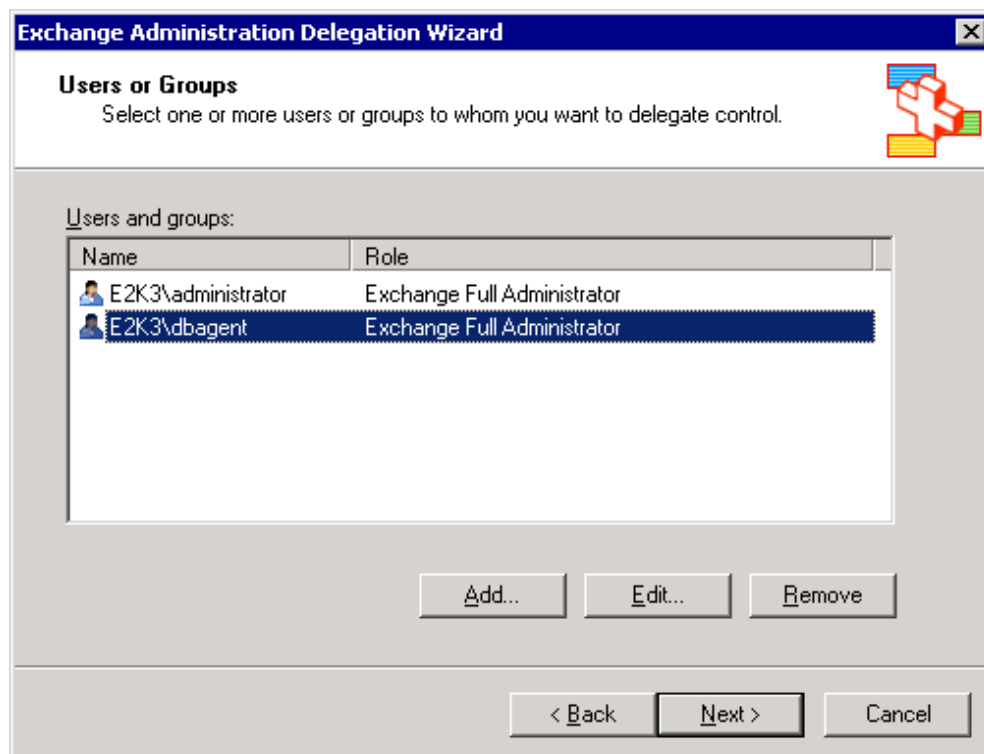 Exchange Administration Delegation Wizard
Users or Groups
Select one or more users or groups to whom you want to delegate control.
Users and groups:
Name Role
E2K3\administrator Exchange Full Administrator
E2K3\dbagent Exchange Full Administrator
Add... Edit... Remove
< Back Next > Cancel